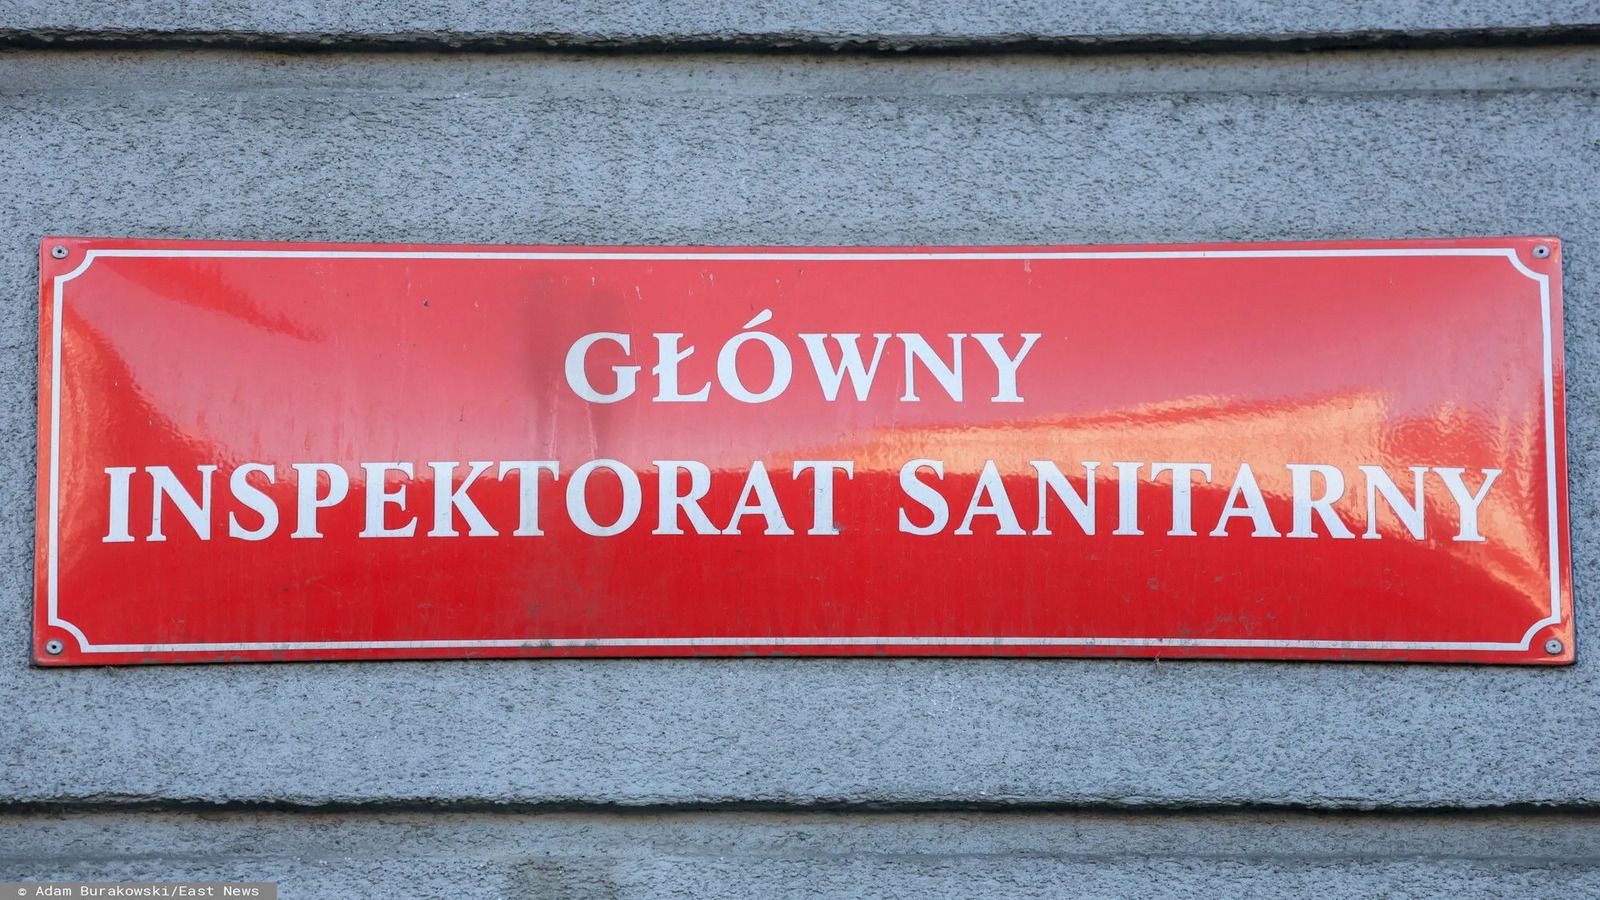 GŁÓWNY
INSPEKTORAT SANITARNY
© Adam Burakowski/East News